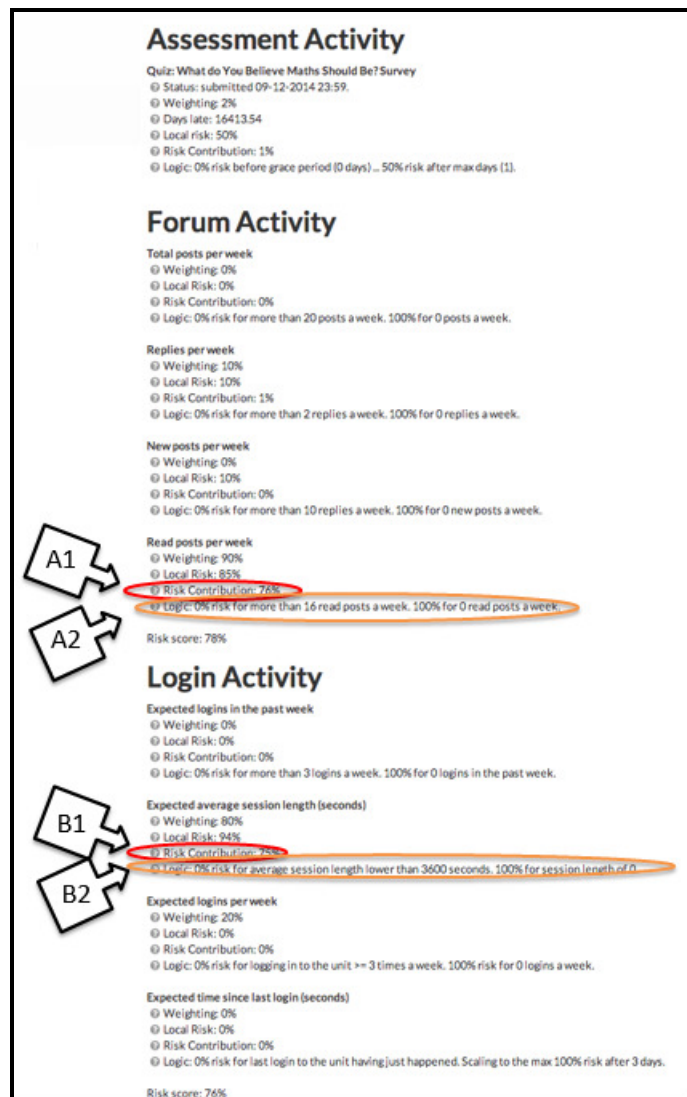 Assessment Activity
Quiz: What do You Believe Maths Should Be? Survey
Status: submitted 09-12-2014 23:59.
Weighting: 2%
Days late: 16413.54
Local risk: 50%
Risk Contribution: 1%
Logic: 0% risk before grace period (0 days) ... 50% risk after max days (1).
Forum Activity
Total posts per week
Weighting: 0%
Local Risk: 0%
Risk Contribution: 0%
Logic: 0% risk for more than 20 posts a week. 100% for 0 posts a week.
Replies per week
Weighting: 10%
Local Risk: 10%
Risk Contribution: 1%
Logic: 0% risk for more than 2 replies a week. 100% for 0 replies a week.
New posts per week
Weighting: 0%
Local Risk: 10%
Risk Contribution: 0%
Logic: 0% risk for more than 10 replies a week. 100% for 0 new posts a week.
Read posts per week
Weighting: 90%
A1
Local Risk: 85%
Risk Contribution: 76%
Logic: 0% risk for more than 16 read posts a week. 100% for 0 read posts a week.
A2
Risk score: 78%
Login Activity
Expected logins in the past week
Weighting: 0%
Local Risk: 0%
Risk Contribution: 0%
Logic: 0% risk for more than 3 logins a week. 100% for 0 logins in the past week.
Expected average session length (seconds)
Weighting: 80%
B1
Local Risk: 94%
Risk Contribution: 75%
Logic: 0% risk for average session length lower than 3600 seconds. 100% for session length of 0.
B2
Expected logins per week
Weighting: 20%
Local Risk: 0%
Risk Contribution: 0%
Logic: 0% risk for logging in to the unit >= 3 times a week. 100% risk for 0 logins a week.
Expected time since last login (seconds)
Weighting: 0%
Local Risk: 0%
Risk Contribution: 0%
Logic: 0% risk for last login to the unit having just happened. Scaling to the max 100% risk after 3 days.
Risk score: 76%